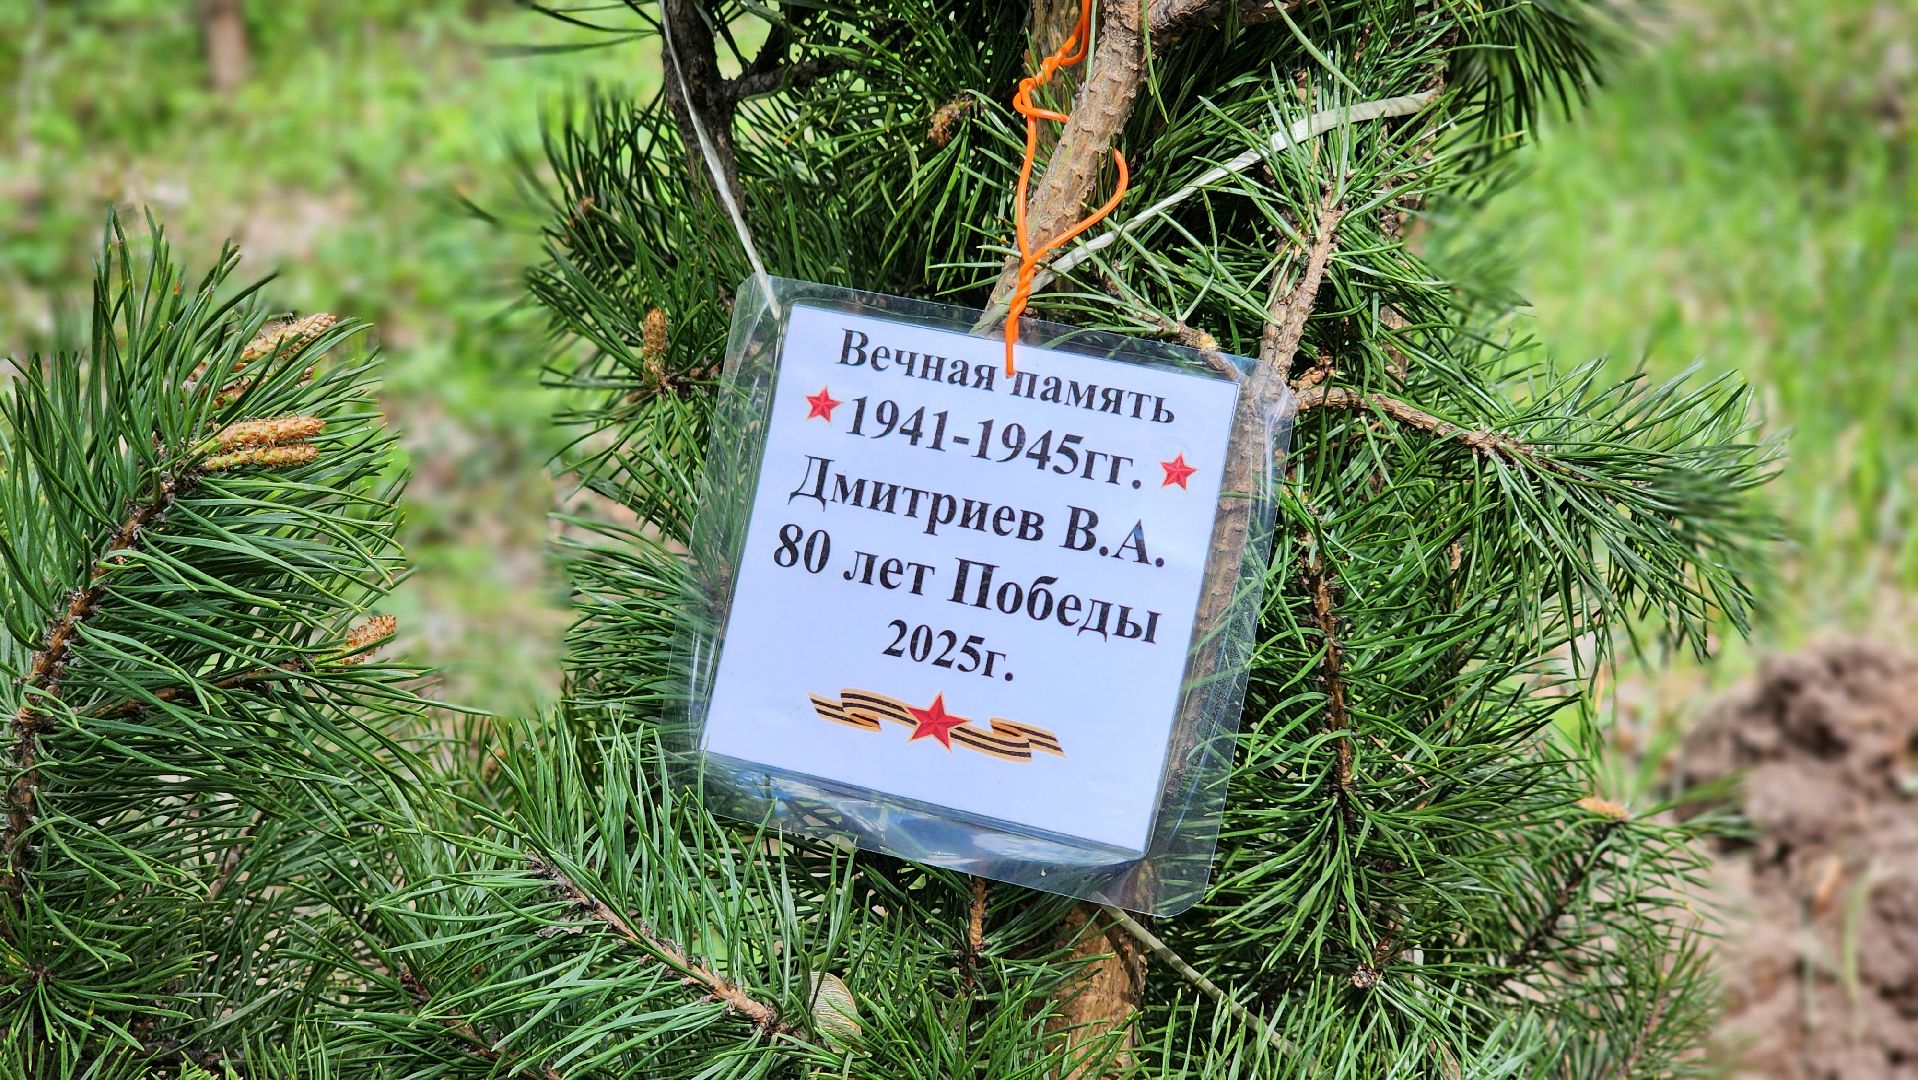 Вечная память
1941-1945гг.
Дмитриев В.А.
80 лет Победы
2025г.